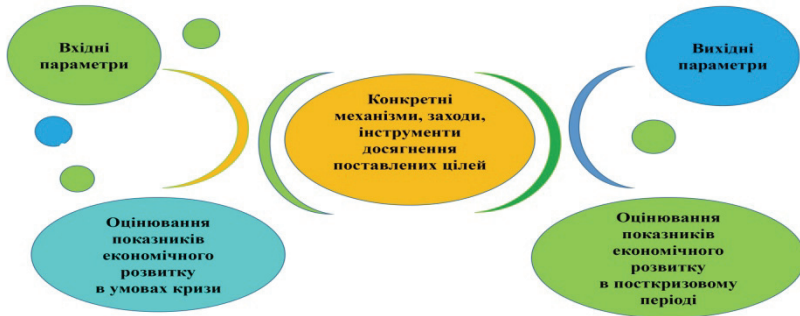 Вхідні
параметри
Конкретні
механізми, заходи,
інструменти
досягнення
поставлених цілей
Вихідні
параметри
Оцінювання
показників
економічного
розвитку
в умовах кризи
Оцінювання
показників
економічного
розвитку
в посткризовому
періоді